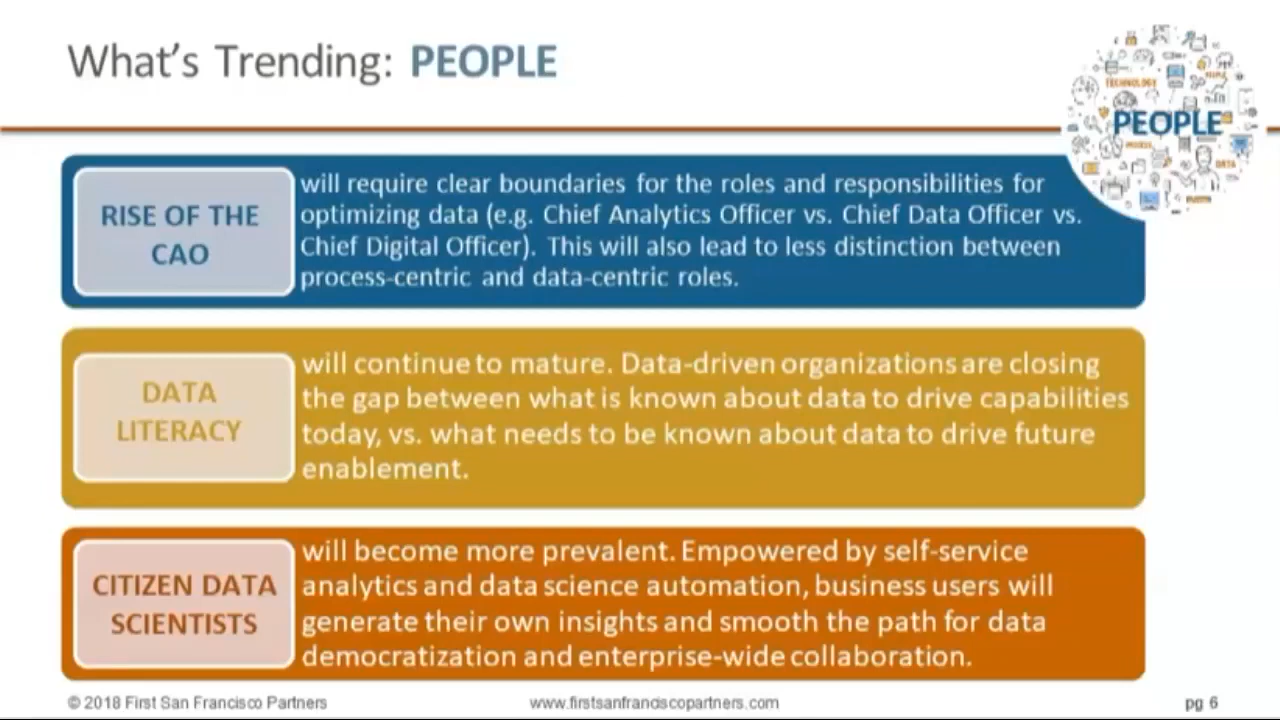 What's Trending: PEOPLE
TECHNOLOGY
PEOPLE
PEOPLE
PROCESS
DATA
RISE OF THE
CAO
will require clear boundaries for the roles and responsibilities for
optimizing data (e.g. Chief Analytics Officer vs. Chief Data Officer vs.
Chief Digital Officer). This will also lead to less distinction between
process-centric and data-centric roles.
DATA
LITERACY
will continue to mature. Data-driven organizations are closing
the gap between what is known about data to drive capabilities
today, vs. what needs to be known about data to drive future
enablement.
CITIZEN DATA
SCIENTISTS
will become more prevalent. Empowered by self-service
analytics and data science automation, business users will
generate their own insights and smooth the path for data
democratization and enterprise-wide collaboration.
© 2018 First San Francisco Partners
www.firstsanfranciscopartners.com
pg 6